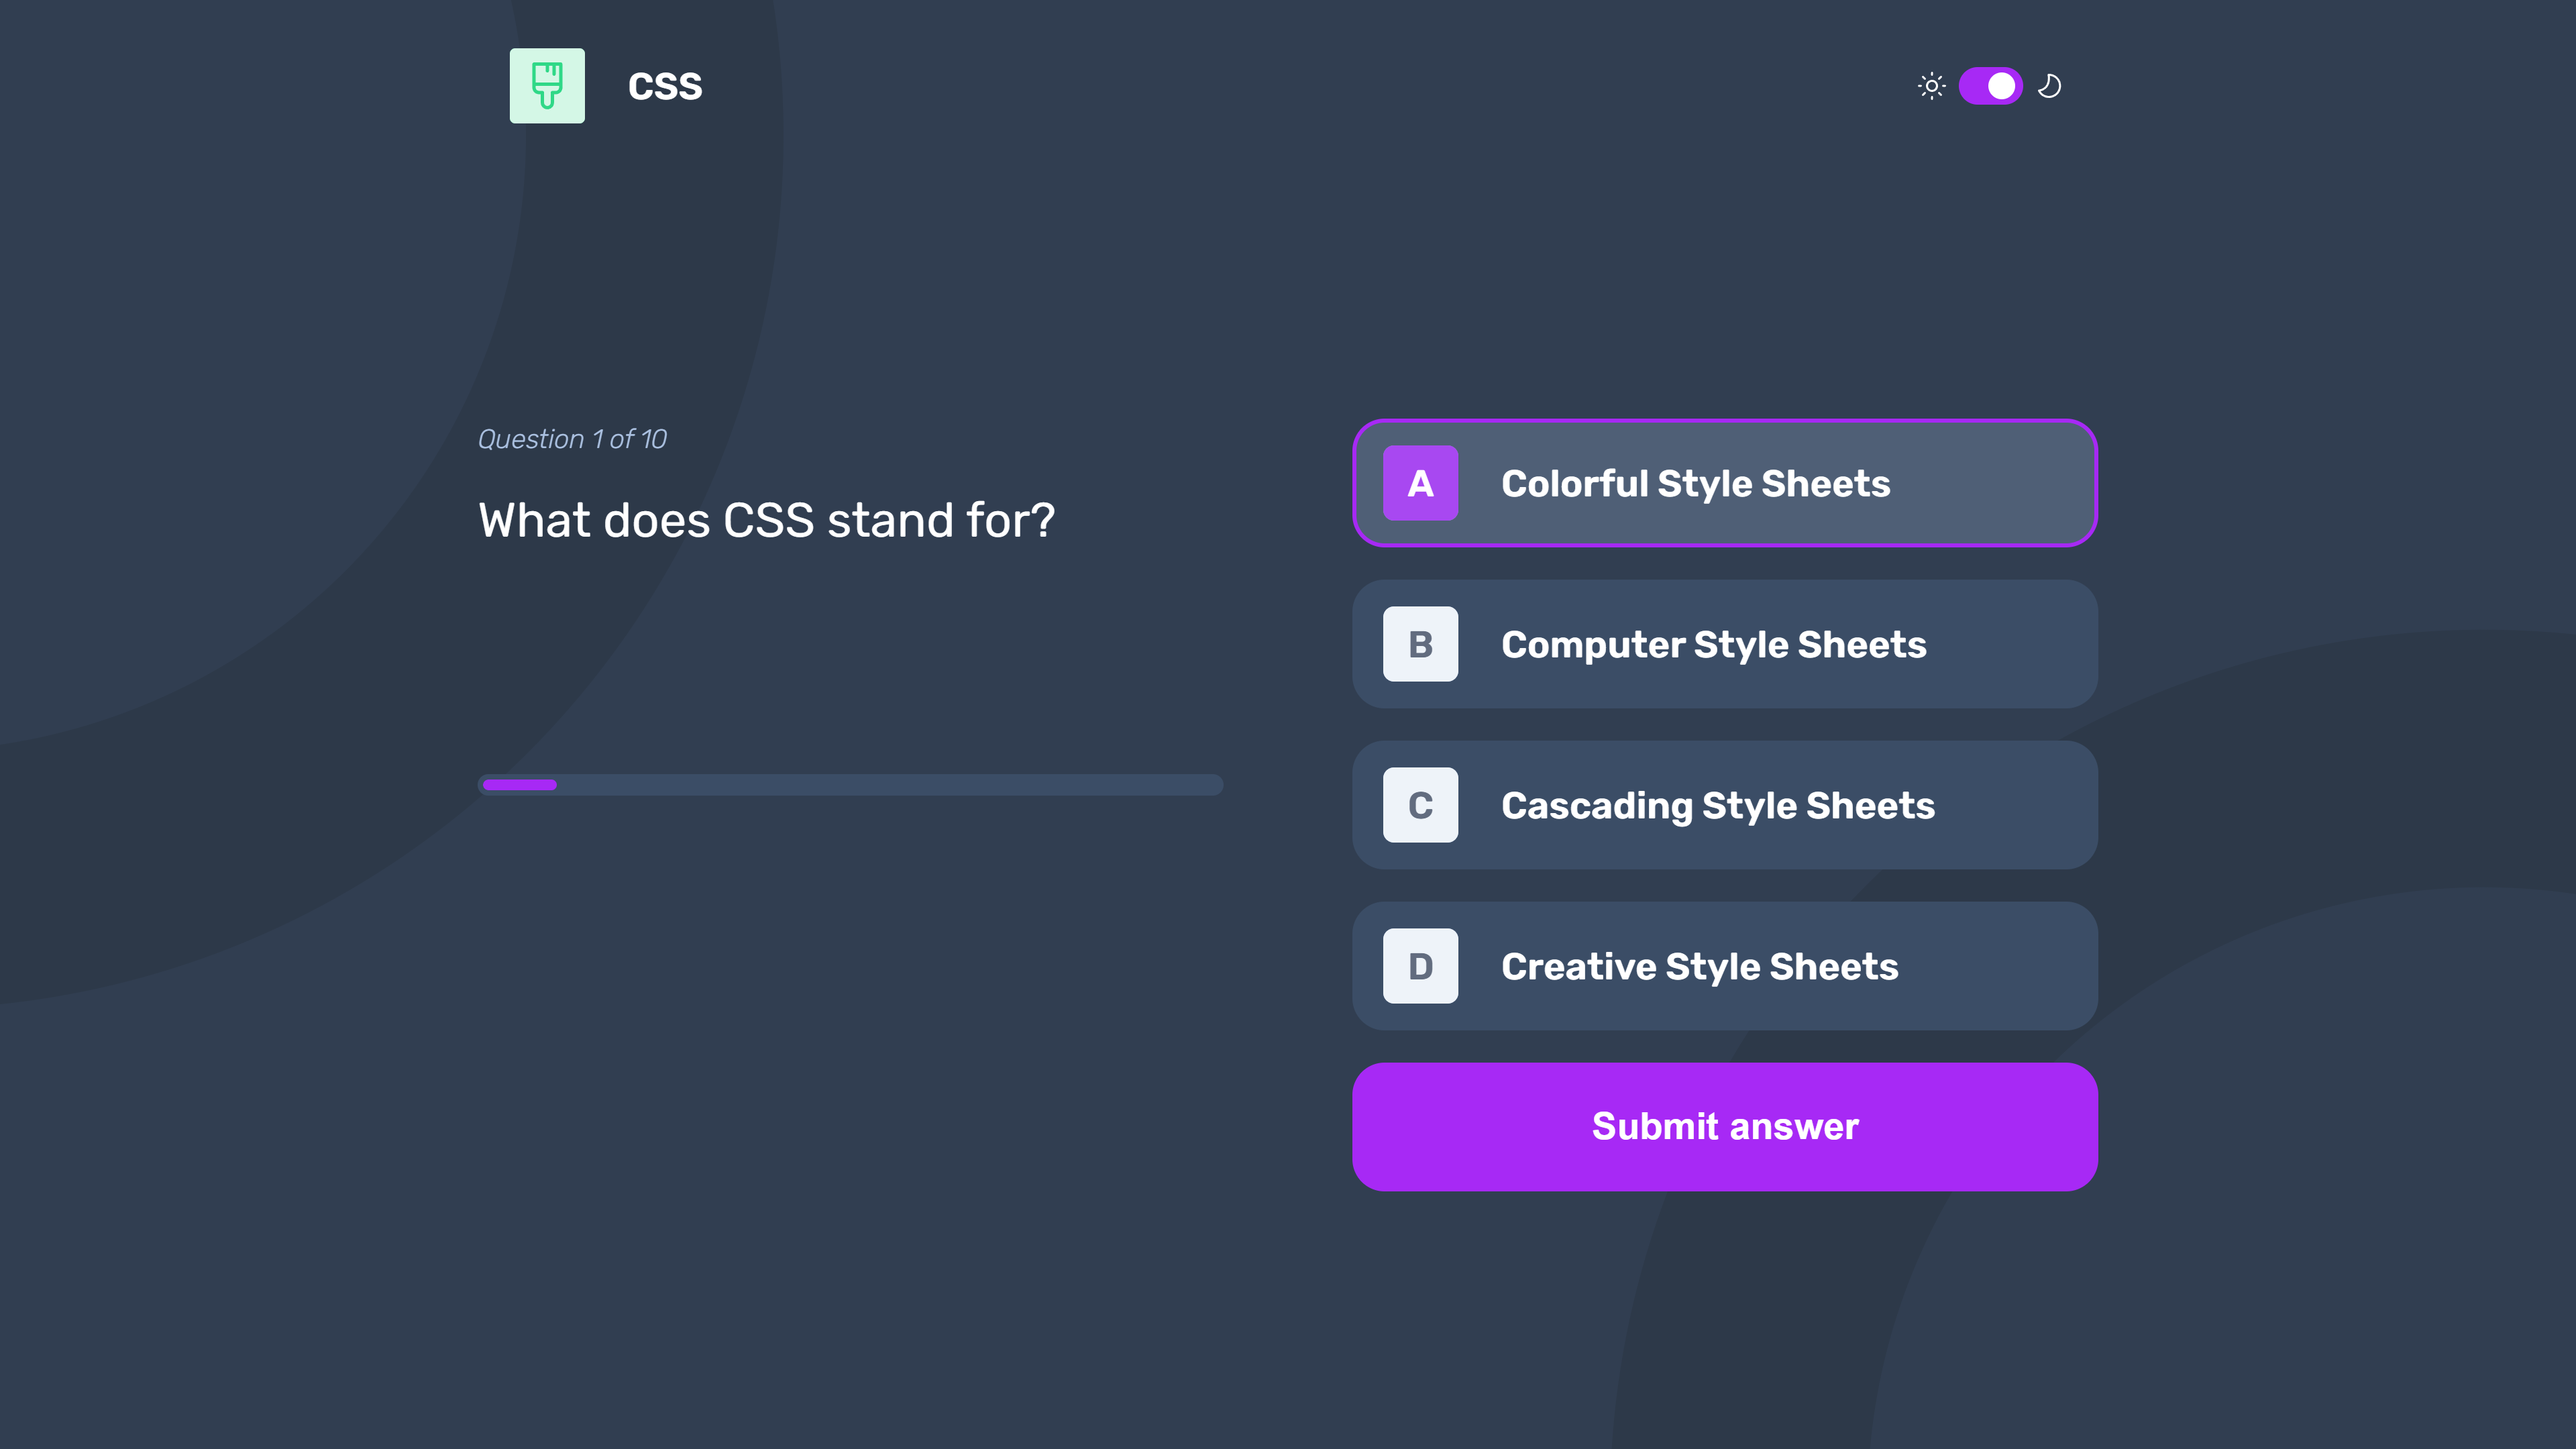 CSS
Question 1 of 10
What does CSS stand for?
A Colorful Style Sheets
B Computer Style Sheets
C Cascading Style Sheets
D Creative Style Sheets
Submit answer